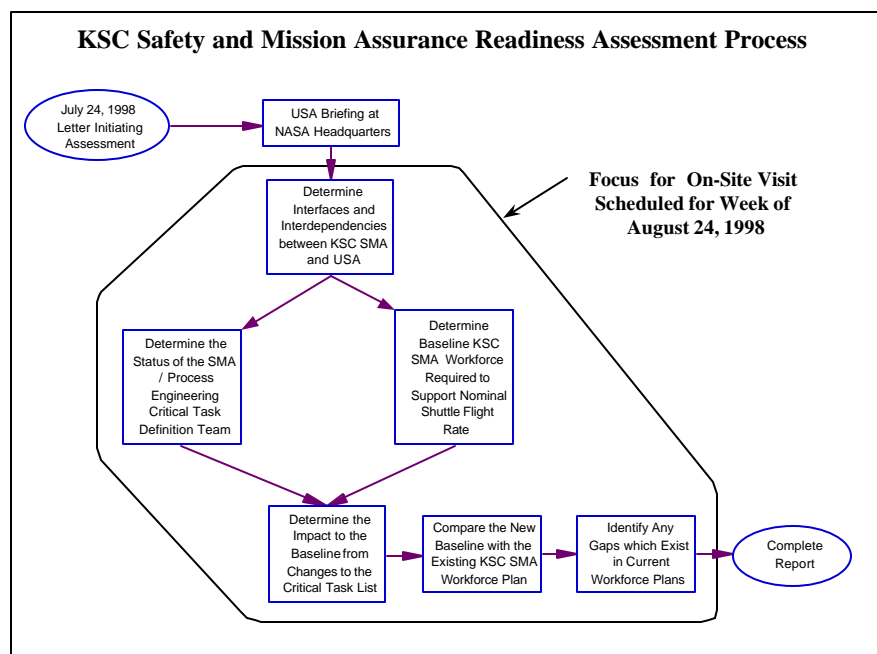 KSC Safety and Mission Assurance Readiness Assessment Process
July 24, 1998
Letter Initiating
Assessment
USA Briefing at
NASA Headquarters
Focus for On-Site Visit
Scheduled for Week of
August 24, 1998
Determine
Interfaces and
Interdependencies
between KSC SMA
and USA
Determine the
Status of the SMA
/ Process
Engineering
Critical Task
Definition Team
Determine
Baseline KSC
SMA Workforce
Required to
Support Nominal
Shuttle Flight
Rate
Determine the
Impact to the
Baseline from
Changes to the
Critical Task List
Compare the New
Baseline with the
Existing KSC SMA
Workforce Plan
Identify Any
Gaps which Exist
in Current
Workforce Plans
Complete
Report